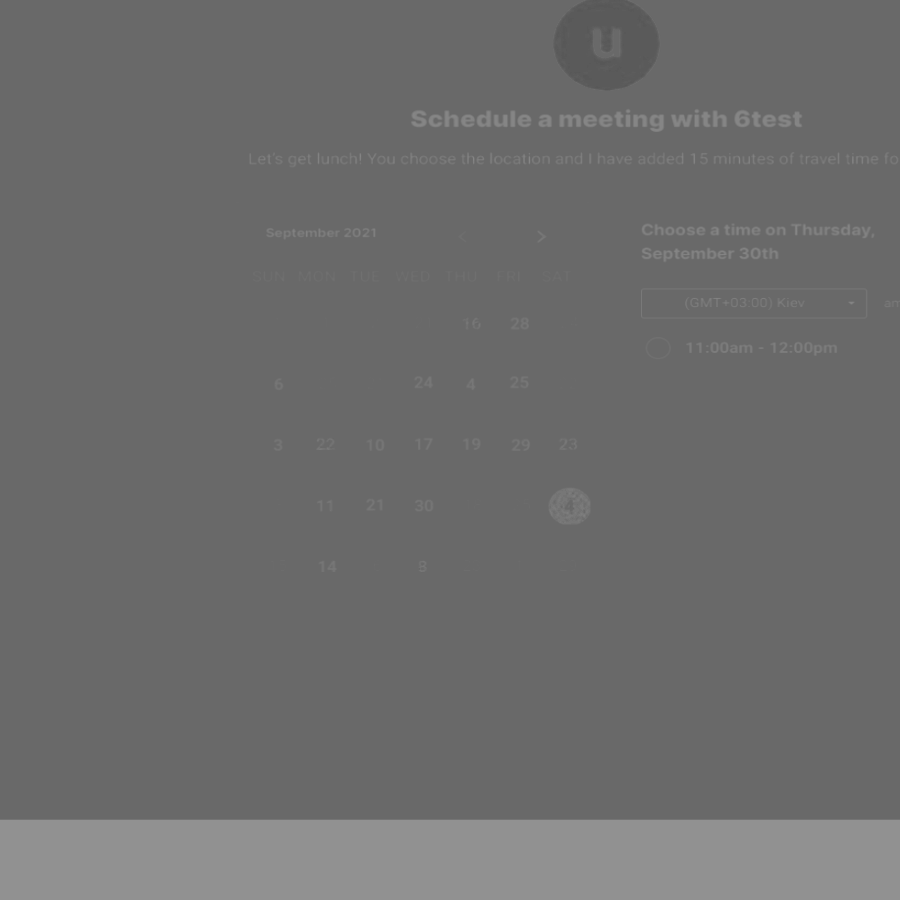 u
Schedule a meeting with 6test
Let's get lunch! You choose the location and I have added 15 minutes of travel time fo
September 2021
SUN MON TUE WED THU FRI SAT
16 28
6 24 4 25
3 22 10 17 19 29 23
11 21 30 4
14 8
Choose a time on Thursday,
September 30th
(GMT+03:00) Kiev an
11:00am - 12:00pm